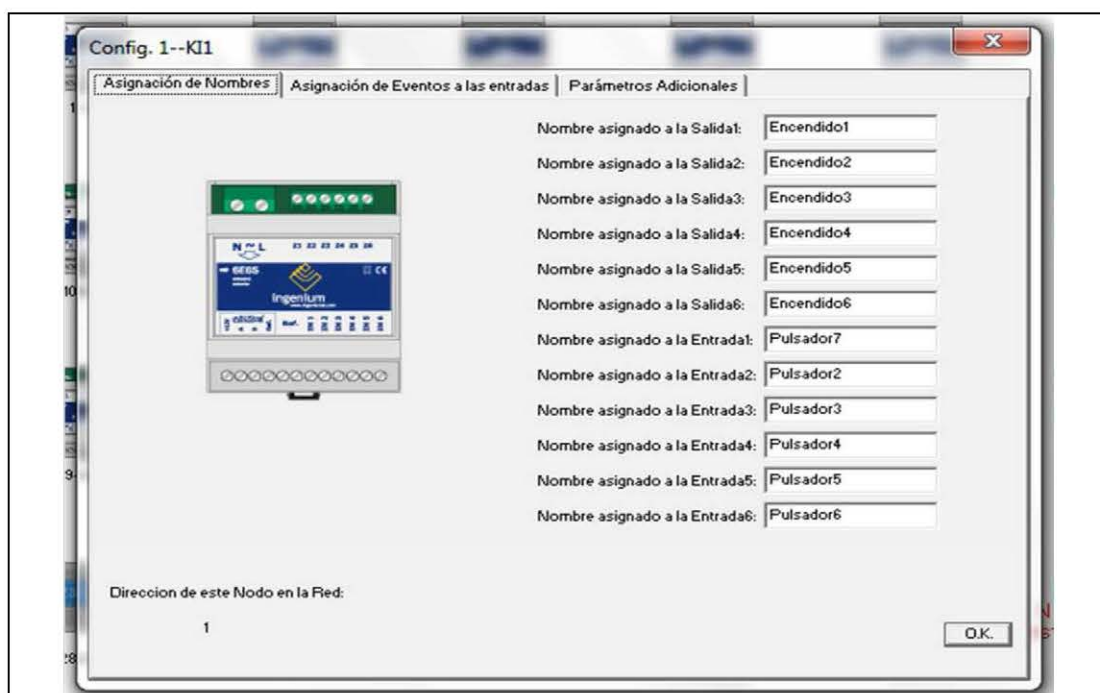 Config. 1--KI1
Asignación de Nombres
Asignación de Eventos a las entradas
Parámetros Adicionales
Nombre asignado a la Salida1: Encendido1
Nombre asignado a la Salida2: Encendido2
Nombre asignado a la Salida3: Encendido3
Nombre asignado a la Salida4: Encendido4
Nombre asignado a la Salida5: Encendido5
Nombre asignado a la Salida6: Encendido6
Nombre asignado a la Entrada1: Pulsador7
Nombre asignado a la Entrada2: Pulsador2
Nombre asignado a la Entrada3: Pulsador3
Nombre asignado a la Entrada4: Pulsador4
Nombre asignado a la Entrada5: Pulsador5
Nombre asignado a la Entrada6: Pulsador6
N ~ L
6E6S
CE
Ingenium
Direccion de este Nodo en la Red:
1
O.K.